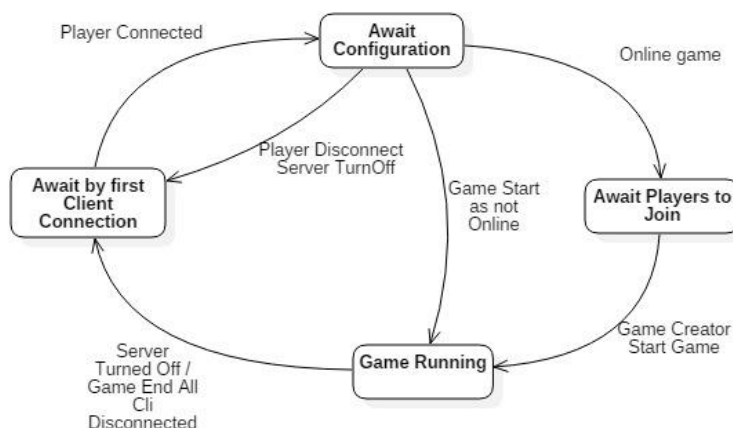 Player Connected
Await
Configuration
Online game
Player Disconnect
Server TurnOff
Await by first
Client
Connection
Game Start
as not
Online
Await Players to
Join
Game Creator
Start Game
Server
Turned Off /
Game End All
Cli
Disconnected
Game Running